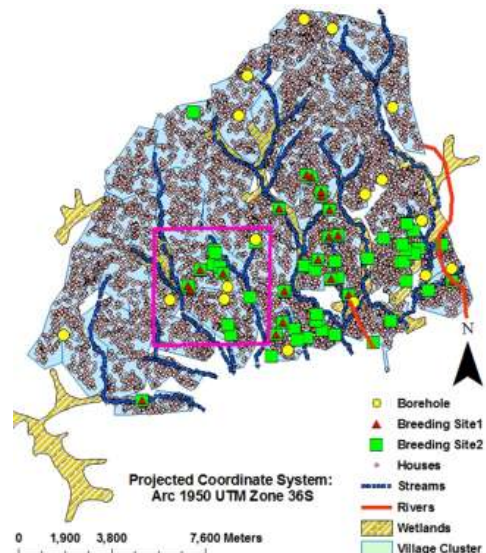 N
Borehole
Breeding Site1
Breeding Site2
Houses
Streams
Rivers
Wetlands
Village Cluster
Projected Coordinate System:
Arc 1950 UTM Zone 36S
0 1,900 3,800 7,600 Meters